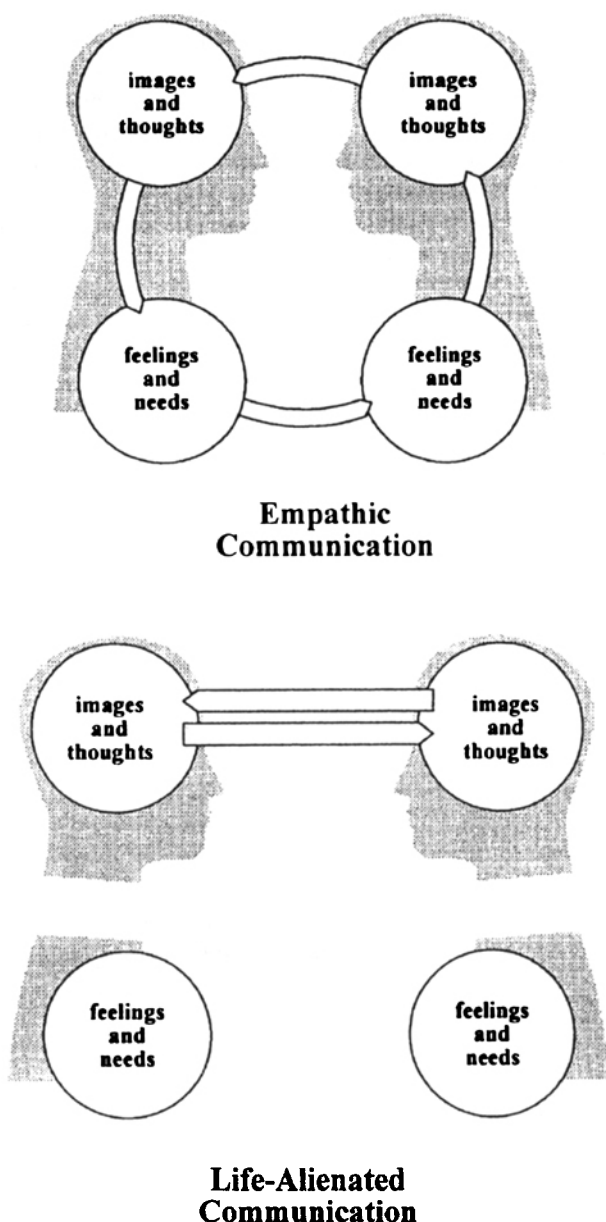 images
and
thoughts
images
and
thoughts
feelings
and
needs
feelings
and
needs
Empathic
Communication
images
and
thoughts
images
and
thoughts
feelings
and
needs
feelings
and
needs
Life-Alienated
Communication